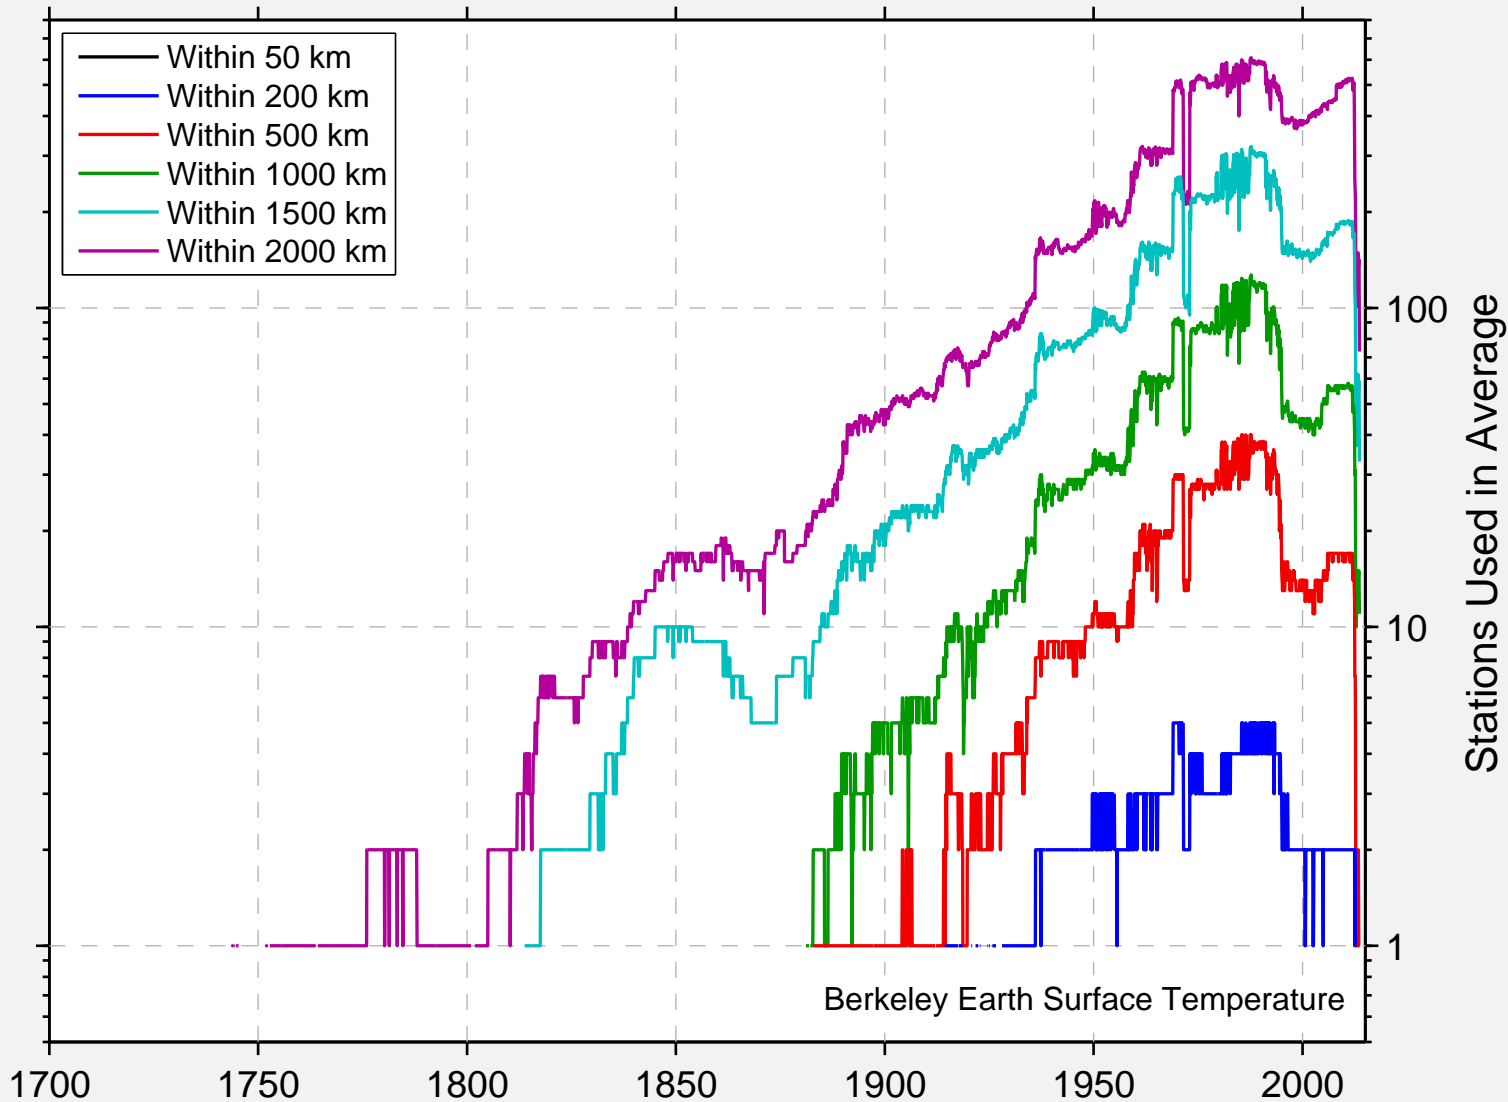 Within 50 km
Within 200 km
Within 500 km
Within 1000 km
Within 1500 km
Within 2000 km
100
10
1
Stations Used in Average
Berkeley Earth Surface Temperature
1700 1750 1800 1850 1900 1950 2000